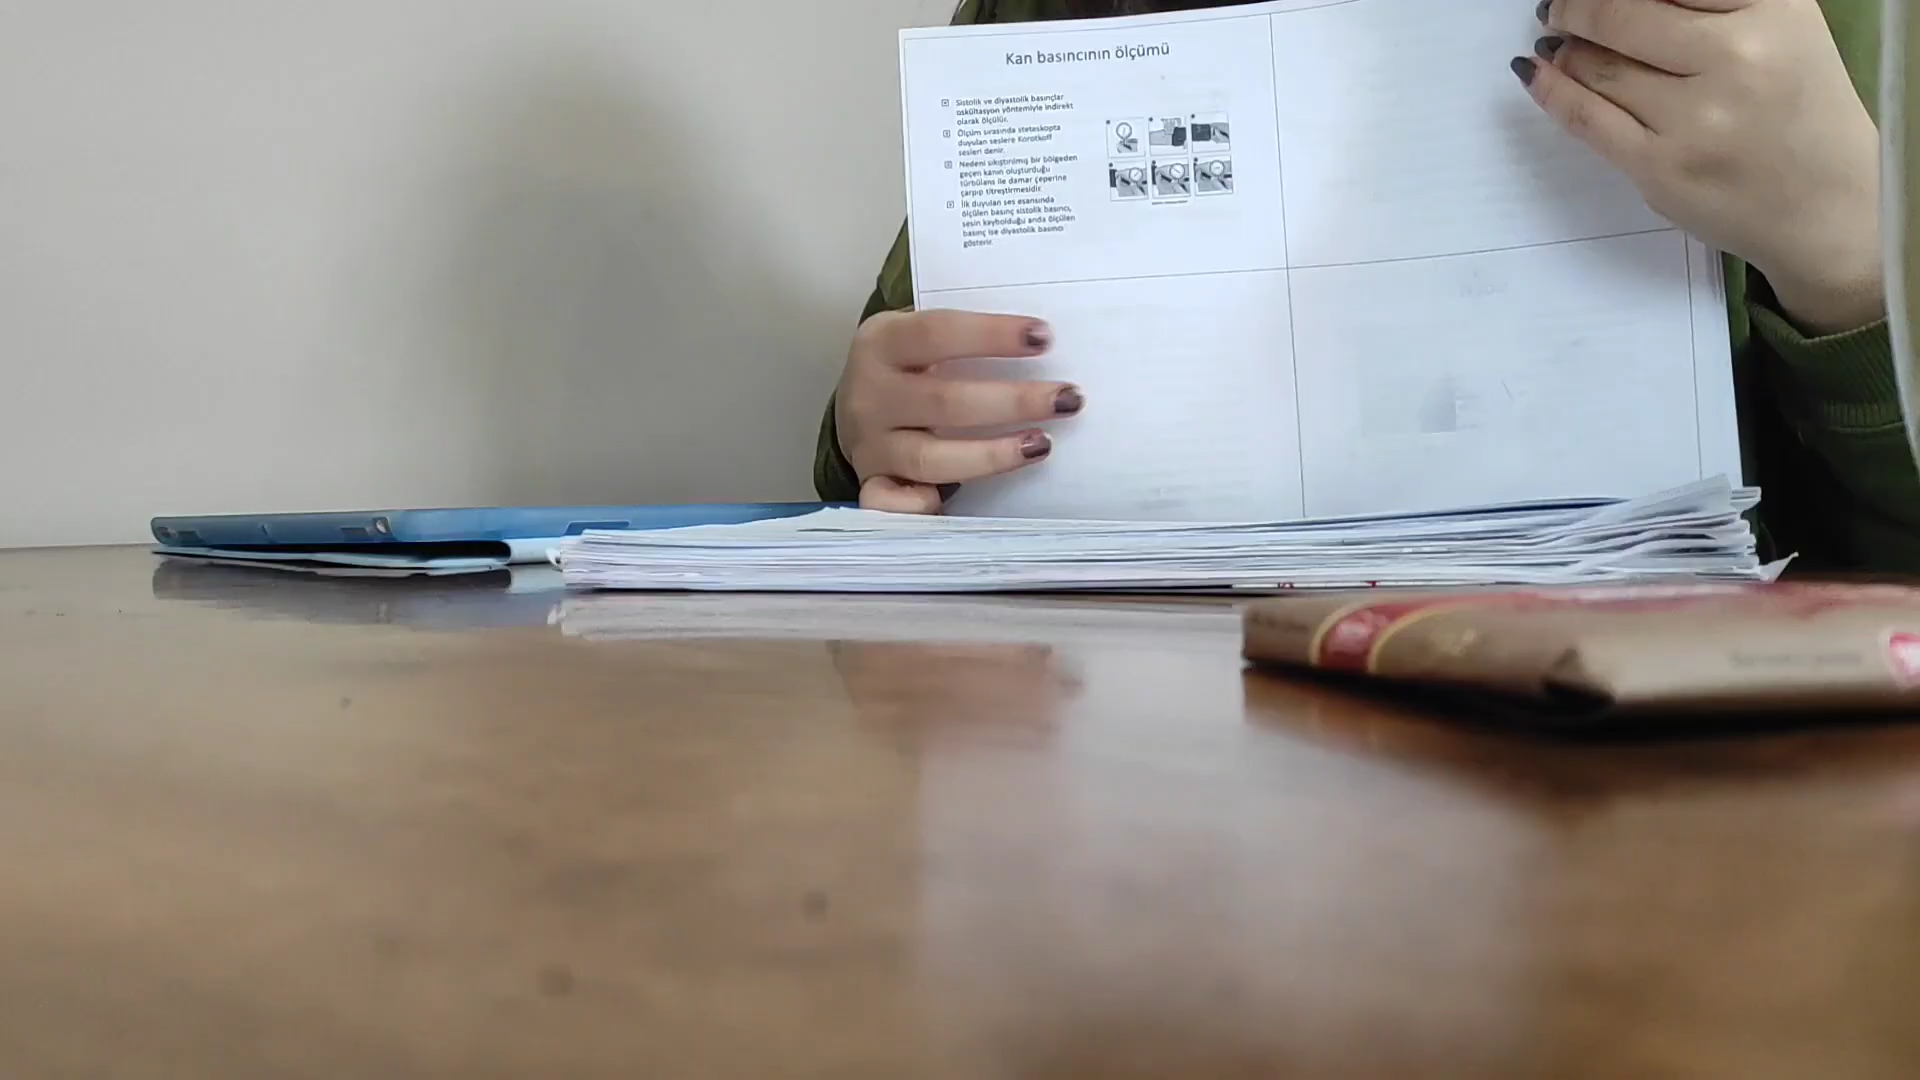 Kan basıncının ölçümü
Sistolik ve diyastolik basınçlar
oskültasyon yöntemiyle indirekt
olarak ölçülür.
Ölçüm sırasında steteskopta
duyulan seslere Korotkoff
sesleri denir.
Nedeni sıkıştırılmış bir bölgeden
geçen kanın oluşturduğu
türbülans ile damar çeperine
çarpıp titreştirmesidir.
İlk duyulan ses esansında
ölçülen basınç sistolik basıncı,
sesin kaybolduğu anda ölçülen
basınç ise diyastolik basıncı
gösterir.